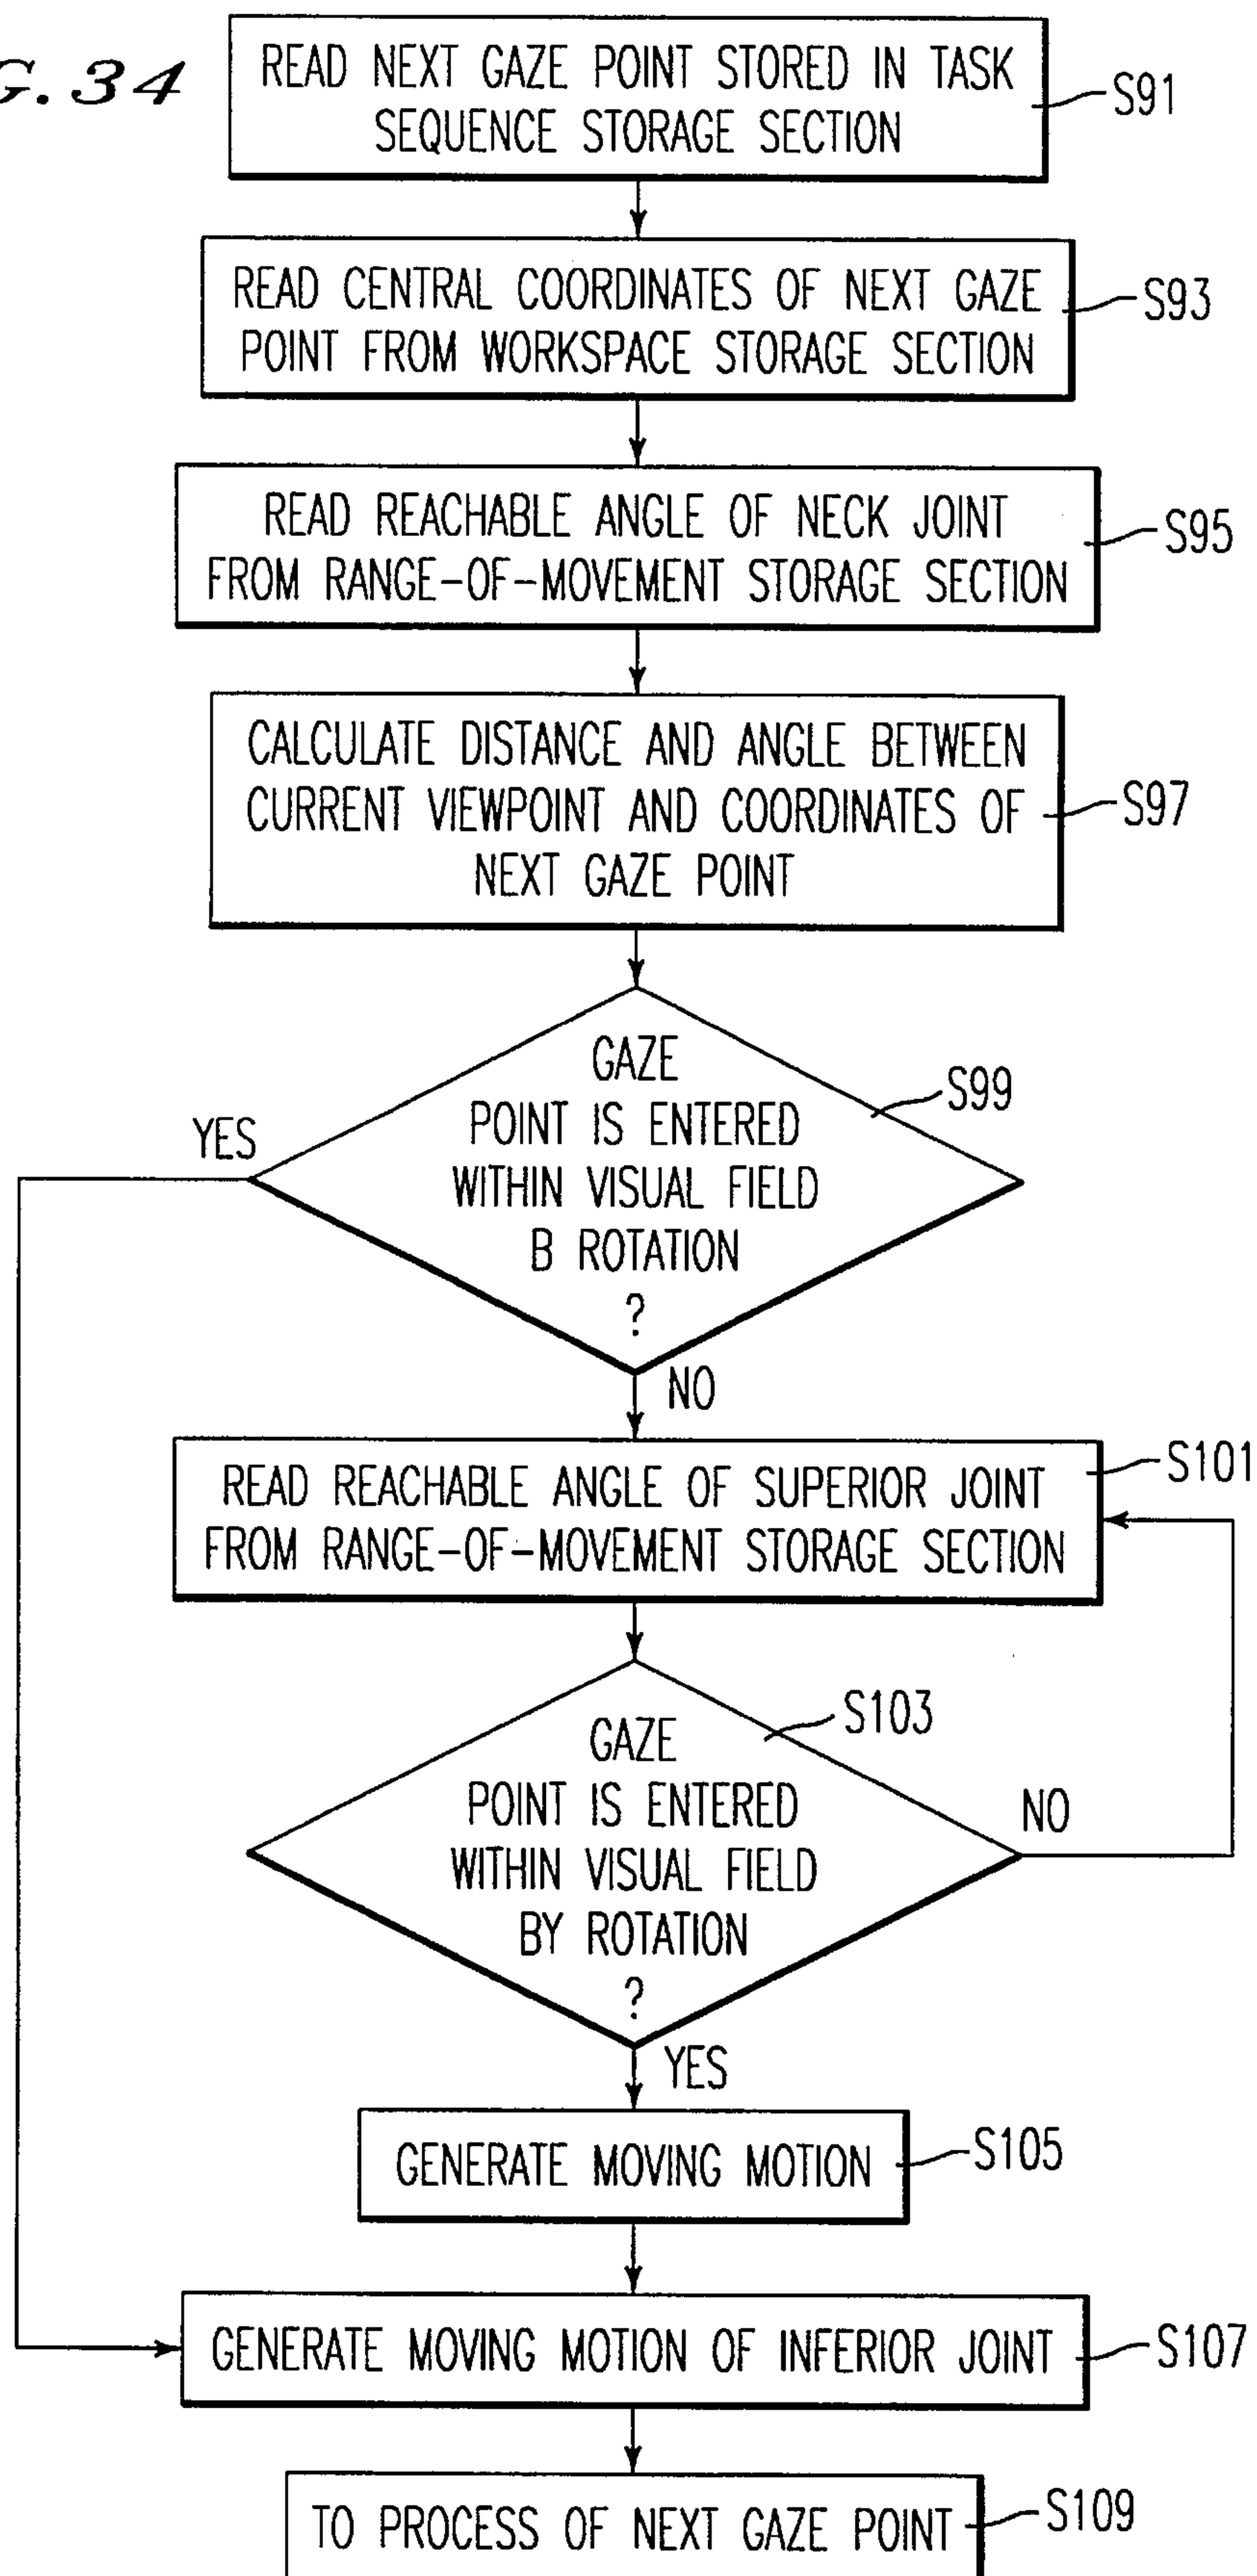 G. 34
READ NEXT GAZE POINT STORED IN TASK
SEQUENCE STORAGE SECTION
S91
READ CENTRAL COORDINATES OF NEXT GAZE
POINT FROM WORKSPACE STORAGE SECTION
S93
READ REACHABLE ANGLE OF NECK JOINT
FROM RANGE-OF-MOVEMENT STORAGE SECTION
S95
CALCULATE DISTANCE AND ANGLE BETWEEN
CURRENT VIEWPOINT AND COORDINATES OF
NEXT GAZE POINT
S97
GAZE
POINT IS ENTERED
WITHIN VISUAL FIELD
B ROTATION
?
S99
YES
NO
READ REACHABLE ANGLE OF SUPERIOR JOINT
FROM RANGE-OF-MOVEMENT STORAGE SECTION
S101
GAZE
POINT IS ENTERED
WITHIN VISUAL FIELD
BY ROTATION
?
S103
NO
YES
GENERATE MOVING MOTION
S105
GENERATE MOVING MOTION OF INFERIOR JOINT
S107
TO PROCESS OF NEXT GAZE POINT
S109